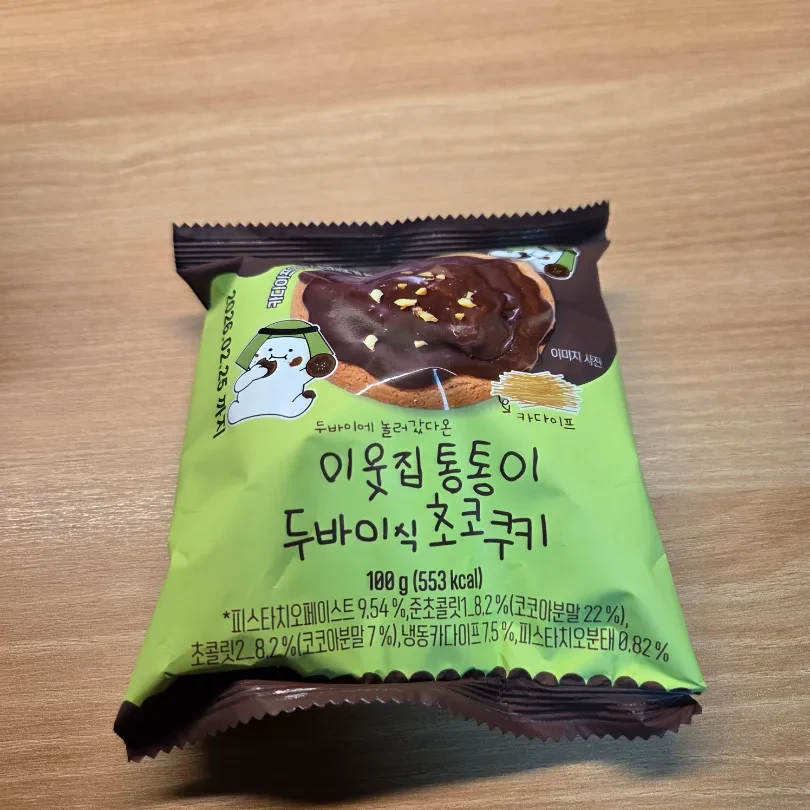 2026.02.25 까지
이미지 사진
카다이프
두바이에 놀러갔다온
이웃집통통이
두바이식 초코쿠키
100 g (553 kcal)
*피스타치오페이스트 9.54 %, 준초콜릿1_8.2 % (코코아분말 22 %),
초콜릿2_8.2% (코코아분말 7 %), 냉동카다이프 7.5 %, 피스타치오분태 0.82 %